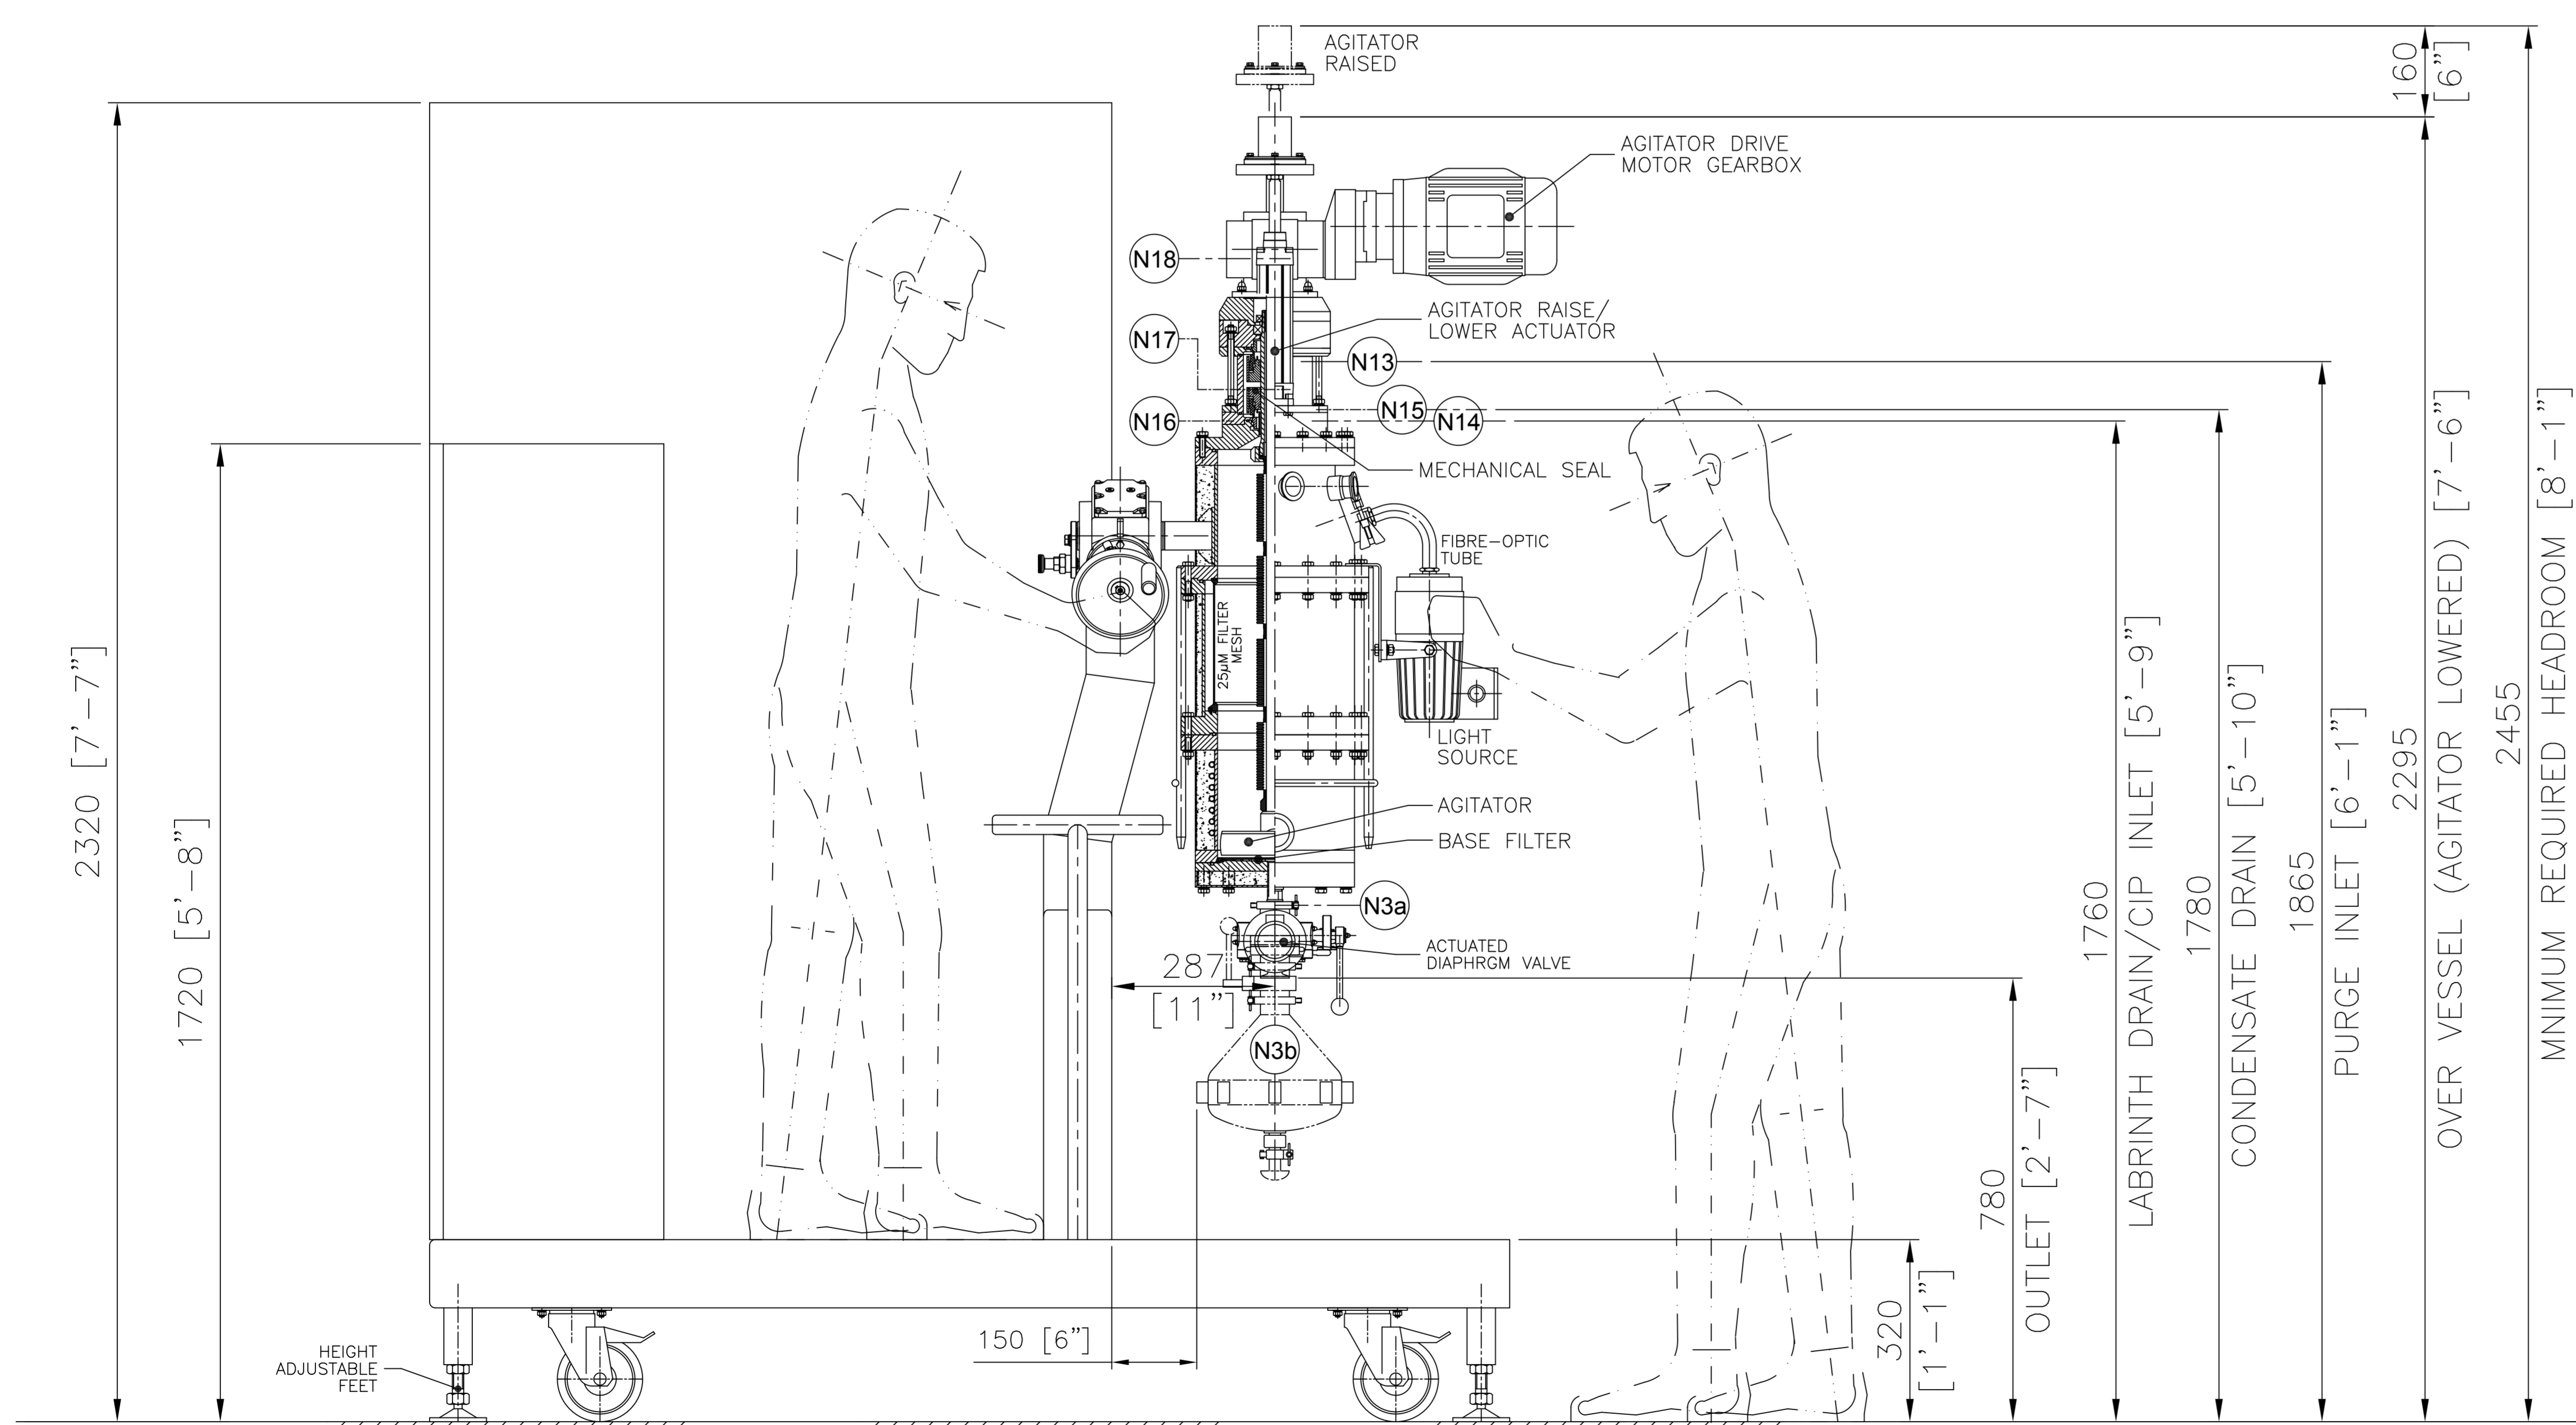 AGITATOR
RAISED
160
[6"]
AGITATOR DRIVE
MOTOR GEARBOX
N18
AGITATOR RAISE/
LOWER ACTUATOR
N17
N13
N15
N16
N14
MECHANICAL SEAL
FIBRE-OPTIC
TUBE
25µM FILTER
MESH
LIGHT
SOURCE
AGITATOR
BASE FILTER
N3a
ACTUATED
DIAPHRGM VALVE
287
[11"]
N3b
2320 [7'-7"]
1720 [5'-8"]
150 [6"]
HEIGHT
ADJUSTABLE
FEET
320
[1'-1"]
780
OUTLET [2'-7"]
1760
LABRINTH DRAIN/CIP INLET [5'-9"]
1780
CONDENSATE DRAIN [5'-10"]
1865
PURGE INLET [6'-1"]
2295
OVER VESSEL (AGITATOR LOWERED) [7'-6"]
2455
MNIMUM REQUIRED HEADROOM [8'-1"]